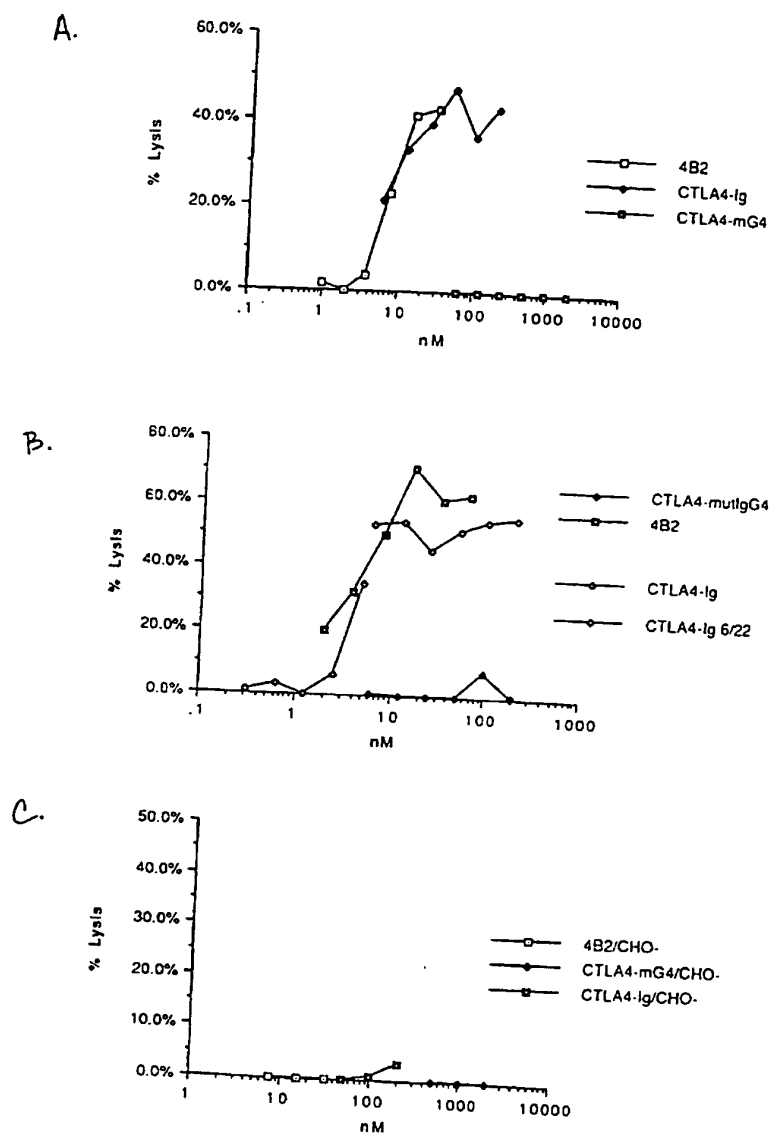 A.
60.0%
40.0%
20.0%
0.0%
% Lysis
.1 1 10 100 1000 10000
nM
4B2
CTLA4-Ig
CTLA4-mG4
B.
60.0%
60.0%
40.0%
20.0%
0.0%
% Lysis
.1 1 10 100 1000
nM
CTLA4-mutIgG4
4B2
CTLA4-Ig
CTLA4-Ig 6/22
C.
50.0%
40.0%
30.0%
20.0%
10.0%
0.0%
% Lysis
1 10 100 1000 10000
nM
4B2/CHO-
CTLA4-mG4/CHO-
CTLA4-Ig/CHO-